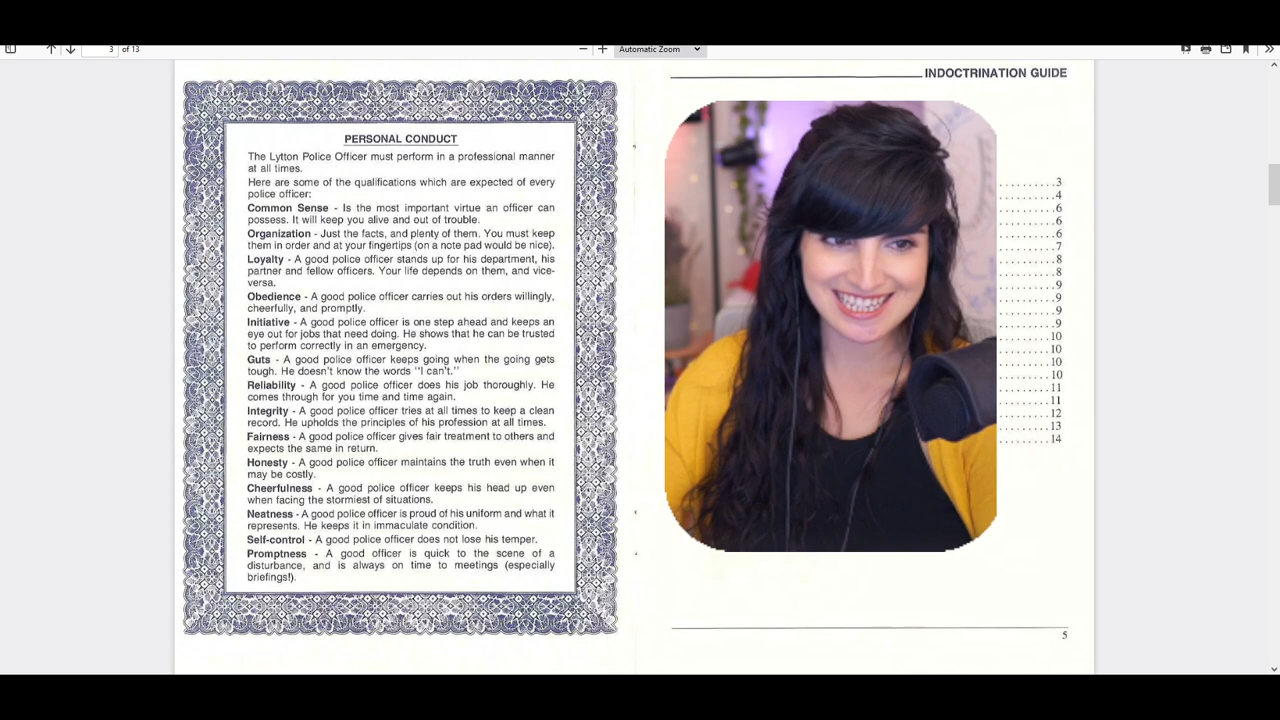 3 of 13
Automatic Zoom
PERSONAL CONDUCT
The Lytton Police Officer must perform in a professional manner
at all times.
Here are some of the qualifications which are expected of every
police officer:
Common Sense - Is the most important virtue an officer can
possess. It will keep you alive and out of trouble.
Organization - Just the facts, and plenty of them. You must keep
them in order and at your fingertips (on a note pad would be nice).
Loyalty - A good police officer stands up for his department, his
partner and fellow officers. Your life depends on them, and vice-
versa.
Obedience - A good police officer carries out his orders willingly,
cheerfully, and promptly.
Initiative - A good police officer is one step ahead and keeps an
eye out for jobs that need doing. He shows that he can be trusted
to perform correctly in an emergency.
Guts - A good police officer keeps going when the going gets
tough. He doesn't know the words "I can't."
Reliability - A good police officer does his job thoroughly. He
comes through for you time and time again.
Integrity - A good police officer tries at all times to keep a clean
record. He upholds the principles of his profession at all times.
Fairness - A good police officer gives fair treatment to others and
expects the same in return.
Honesty - A good police officer maintains the truth even when it
may be costly.
Cheerfulness - A good police officer keeps his head up even
when facing the stormiest of situations.
Neatness - A good police officer is proud of his uniform and what it
represents. He keeps it in immaculate condition.
Self-control - A good police officer does not lose his temper.
Promptness - A good officer is quick to the scene of a
disturbance, and is always on time to meetings (especially
briefings!).
INDOCTRINATION GUIDE
..........3
..........4
..........6
..........6
..........6
..........7
..........8
..........8
..........9
..........9
..........9
..........9
.........10
.........10
.........10
.........10
.........11
.........11
.........12
.........13
.........14
5